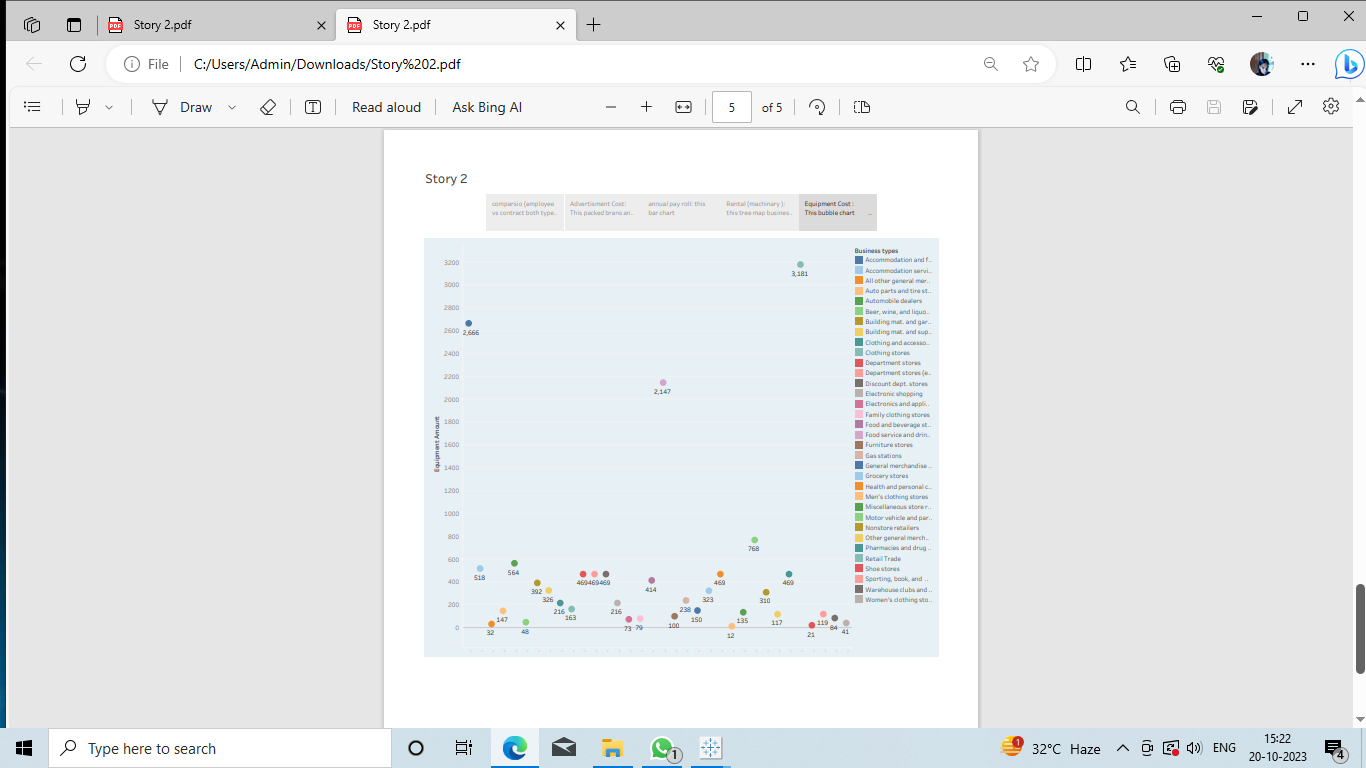 Story 2.pdf
Story 2.pdf
File
C:/Users/Admin/Downloads/Story%202.pdf
Draw
Read aloud
Ask Bing AI
5
of 5
Story 2
comparsio (employee
vs contract both type..
Advertisment Cost:
This packed brans an..
annual pay roll: this
bar chart
Rental (machinary ):
this tree map busines..
Equipment Cost :
This bubble chart ..
Equipment Amount
3200
3000
2800
2600
2400
2200
2000
1800
1600
1400
1200
1000
800
600
400
200
0
2,666
518
32
147
564
48
392
326
216
163
469
469
469
216
73
79
414
2,147
100
238
150
323
469
12
135
768
310
117
469
3,181
21
119
84
41
Business types
Accommodation and f..
Accommodation servi..
All other general mer..
Auto parts and tire st..
Automobile dealers
Beer, wine, and liquo..
Building mat. and gar..
Building mat. and sup..
Clothing and accesso..
Clothing stores
Department stores
Department stores (e..
Discount dept. stores
Electronic shopping
Electronics and appli..
Family clothing stores
Food and beverage st..
Food service and drin..
Furniture stores
Gas stations
General merchandise ..
Grocery stores
Health and personal c..
Men's clothing stores
Miscellaneous store r..
Motor vehicle and par..
Nonstore retailers
Other general merch..
Pharmacies and drug ..
Retail Trade
Shoe stores
Sporting, book, and ..
Warehouse clubs and ..
Women's clothing sto..
Type here to search
1
1
32°C Haze
ENG
15:22
20-10-2023
4